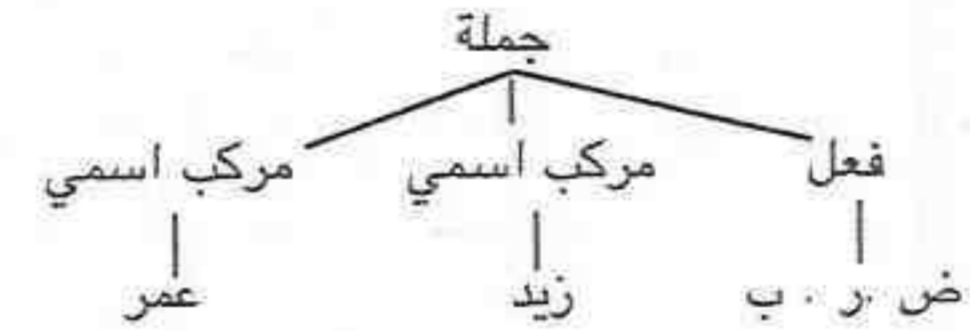 جملة
فعل مركب اسمي مركب اسمي
ض . ر . ب زيد عمر